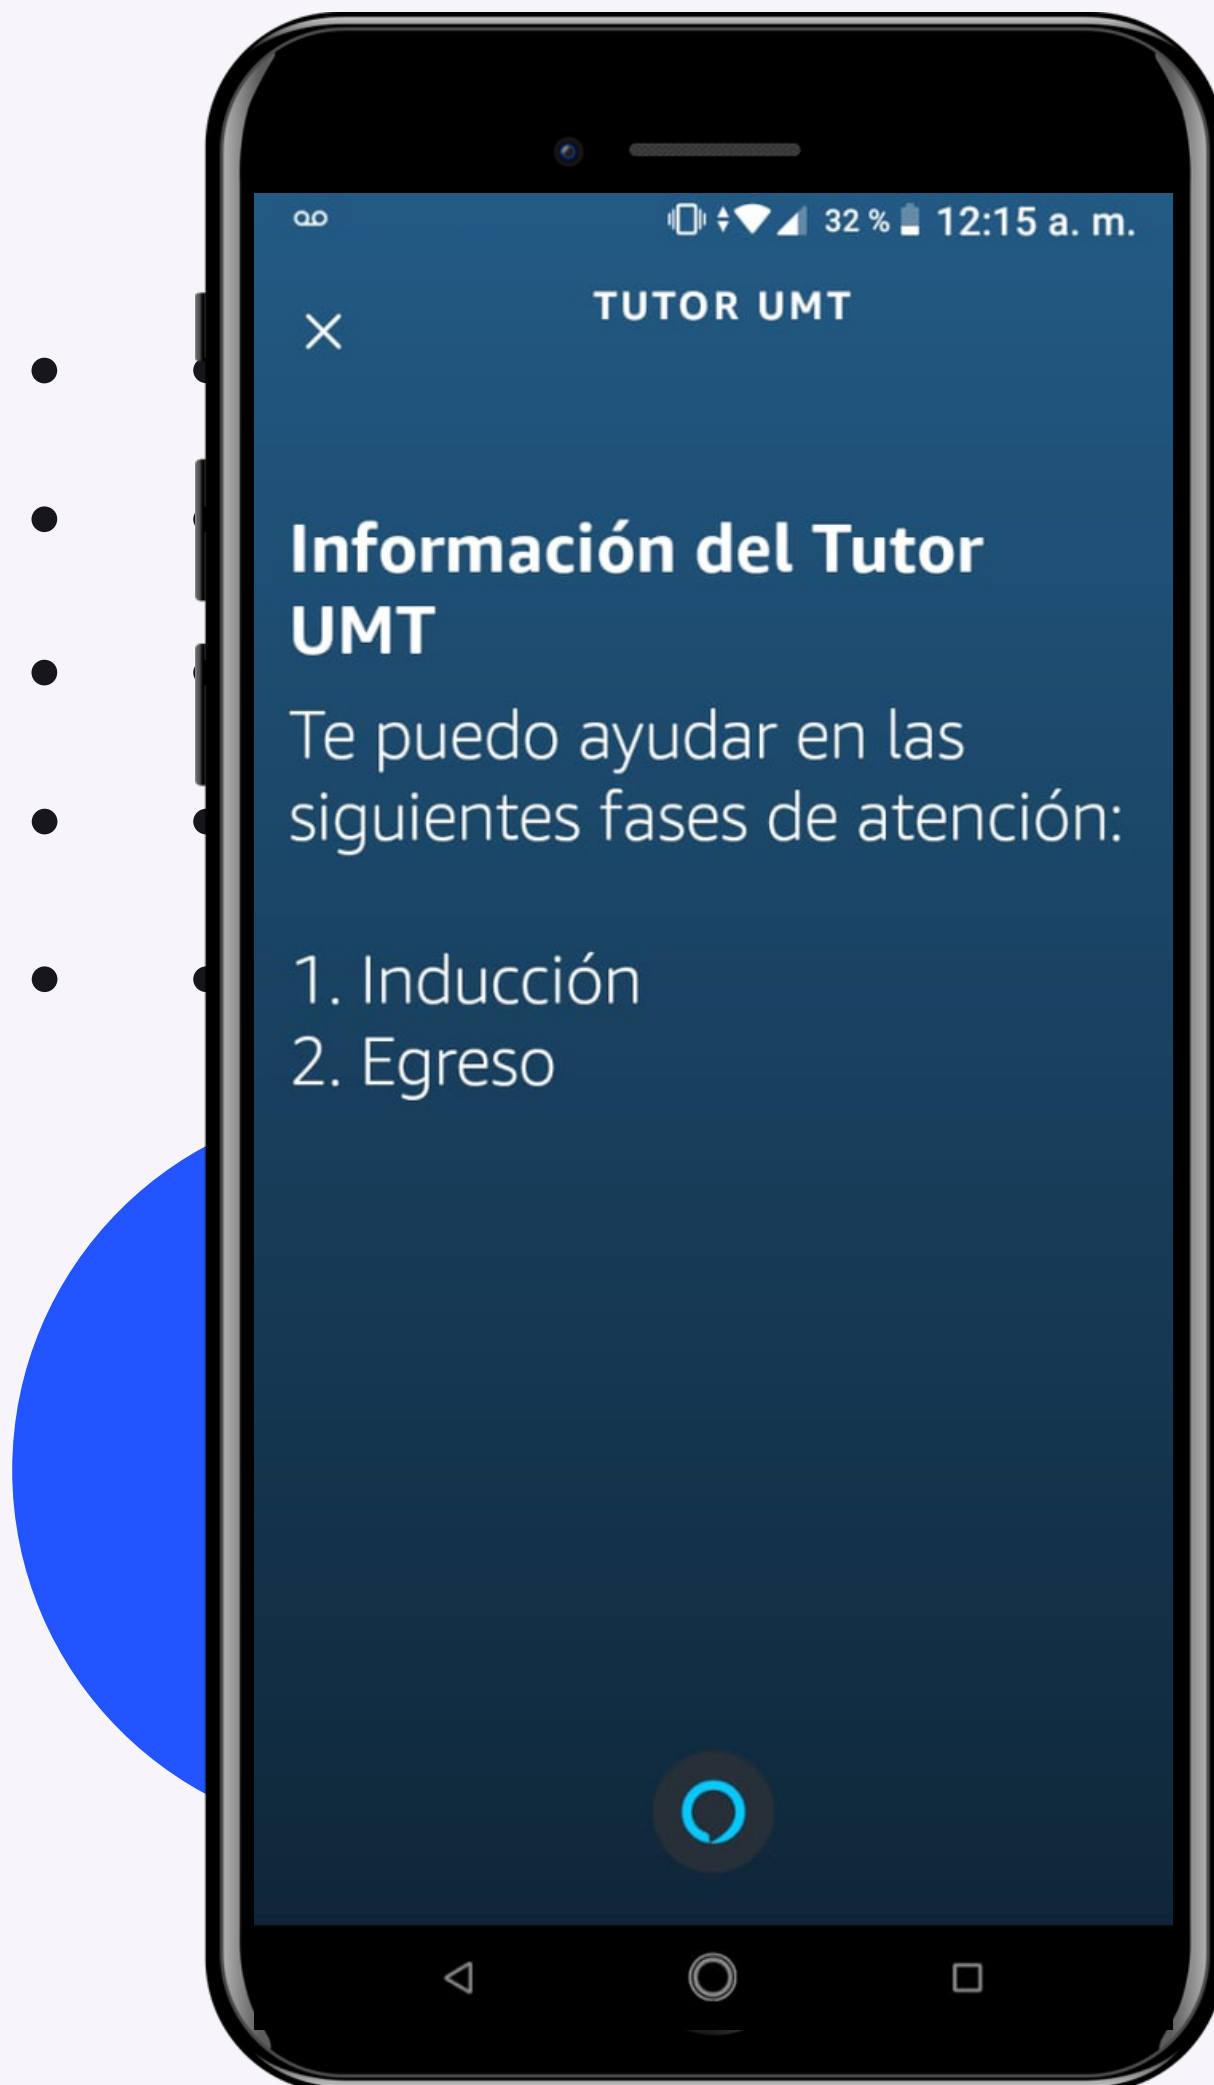 32 % 12:15 a. m.
TUTOR UMT
Información del Tutor
UMT
Te puedo ayudar en las
siguientes fases de atención:
1. Inducción
2. Egreso